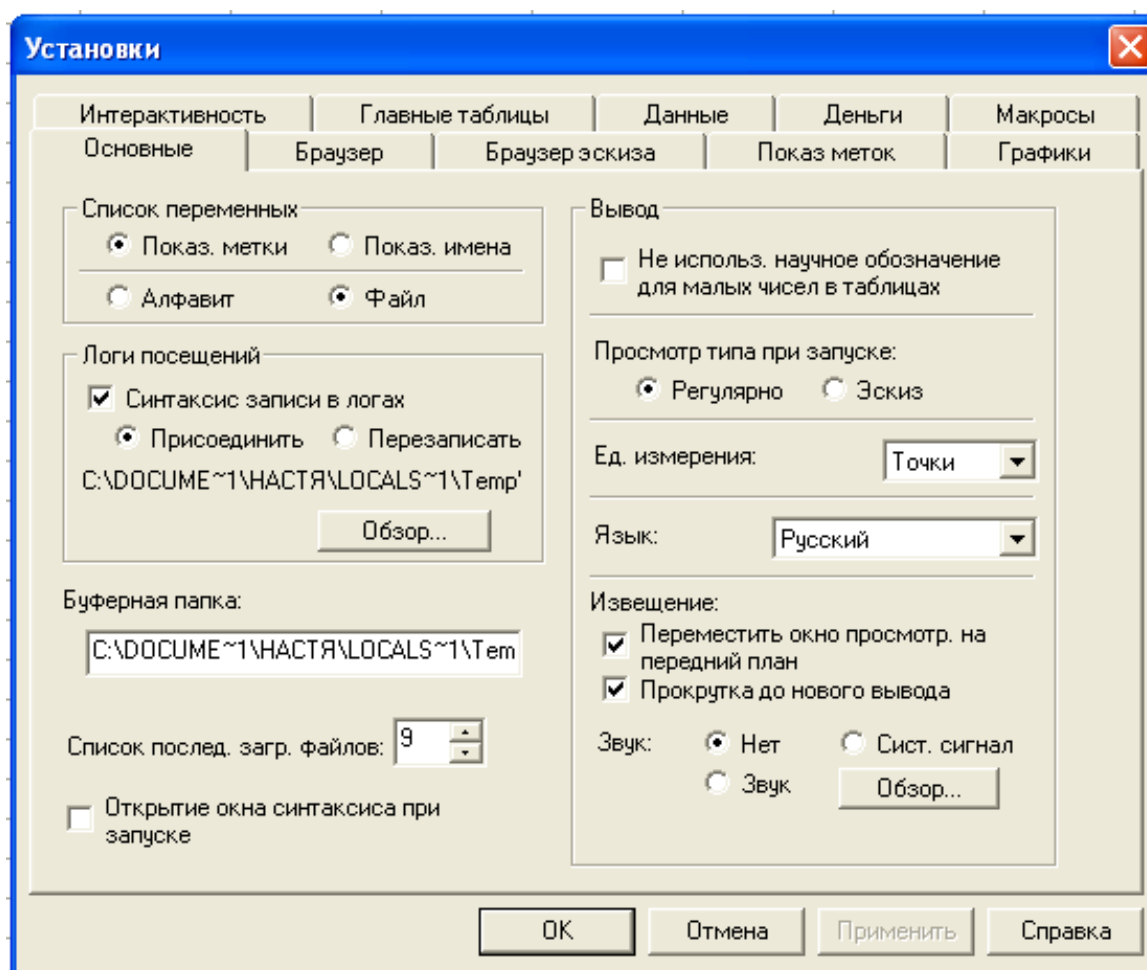 Установки
Интерактивность Главные таблицы Данные Деньги Макросы
Основные Браузер Браузер эскиза Показ меток Графики
Список переменных
Показ. метки Показ. имена
Алфавит Файл
Логи посещений
Синтаксис записи в логах
Присоединить Перезаписать
C:\DOCUME~1\НАСТЯ\LOCALS~1\Temp'
Обзор...
Буферная папка:
C:\DOCUME~1\НАСТЯ\LOCALS~1\Tem
Список послед. загр. файлов: 9
Открытие окна синтаксиса при
запуске
Вывод
Не использ. научное обозначение
для малых чисел в таблицах
Просмотр типа при запуске:
Регулярно Эскиз
Ед. измерения: Точки
Язык: Русский
Извещение:
Переместить окно просмотр. на
передний план
Прокрутка до нового вывода
Звук: Нет Сист. сигнал
Звук Обзор...
OK Отмена Применить Справка